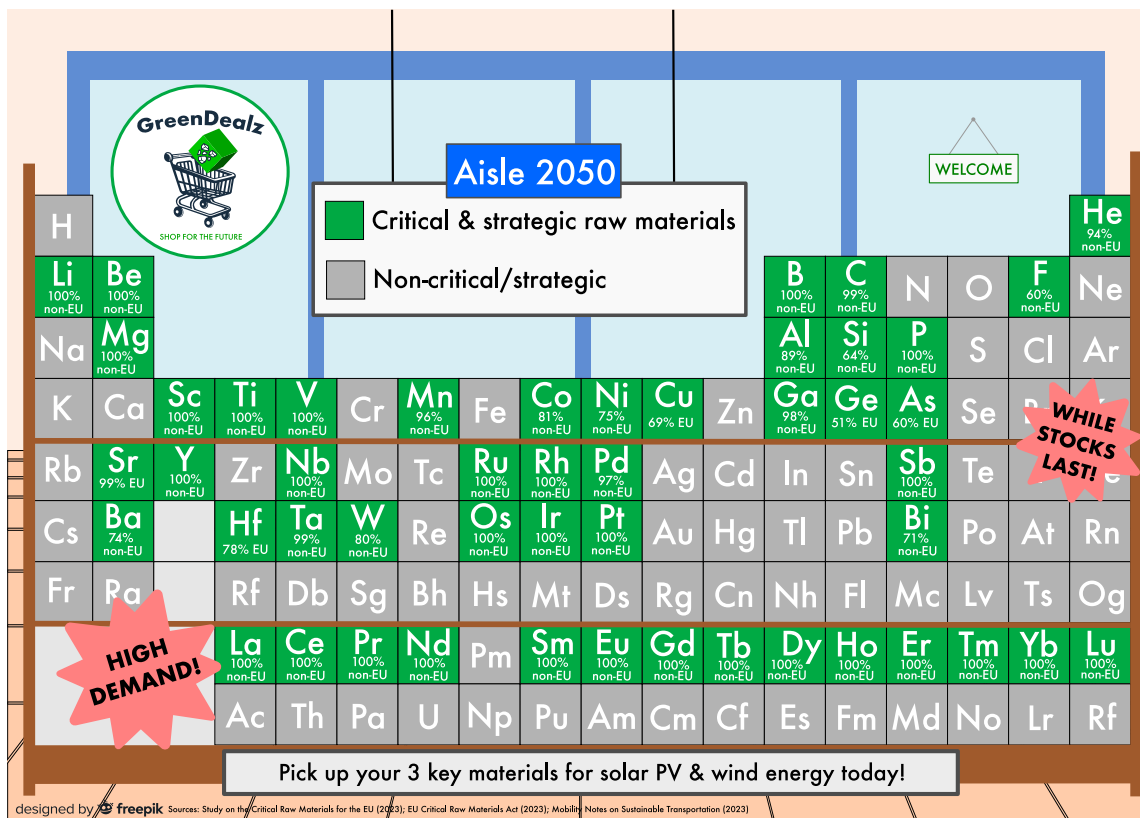 GreenDealz
SHOP FOR THE FUTURE
Aisle 2050
Critical & strategic raw materials
Non-critical/strategic
WELCOME
H He
94%
non-EU
Li Be B C N O F Ne
100% 100% 100% 99% 60%
non-EU non-EU non-EU non-EU non-EU
Na Mg Al Si P S Cl Ar
100% 89% 64% 100%
non-EU non-EU non-EU non-EU
K Ca Sc Ti V Cr Mn Fe Co Ni Cu Zn Ga Ge As Se
100% 100% 100% 96% 81% 75% 69% EU 98% 51% EU 60% EU
non-EU non-EU non-EU non-EU non-EU non-EU non-EU
WHILE
STOCKS
LAST!
Rb Sr Y Zr Nb Mo Tc Ru Rh Pd Ag Cd In Sn Sb Te
99% EU 100% 100% 100% 100% 97% 100%
non-EU non-EU non-EU non-EU non-EU non-EU
Cs Ba Hf Ta W Re Os Ir Pt Au Hg Tl Pb Bi Po At Rn
74% 78% EU 99% 80% 100% 100% 100% 71%
non-EU non-EU non-EU non-EU non-EU non-EU non-EU
Fr Ra Rf Db Sg Bh Hs Mt Ds Rg Cn Nh Fl Mc Lv Ts Og
HIGH
DEMAND!
La Ce Pr Nd Pm Sm Eu Gd Tb Dy Ho Er Tm Yb Lu
100% 100% 100% 100% 100% 100% 100% 100% 100% 100% 100% 100% 100% 100%
non-EU non-EU non-EU non-EU non-EU non-EU non-EU non-EU non-EU non-EU non-EU non-EU non-EU non-EU
Ac Th Pa U Np Pu Am Cm Cf Es Fm Md No Lr Rf
Pick up your 3 key materials for solar PV & wind energy today!
designed by freepik Sources: Study on the Critical Raw Materials for the EU (2023); EU Critical Raw Materials Act (2023); Mobility Notes on Sustainable Transportation (2023)